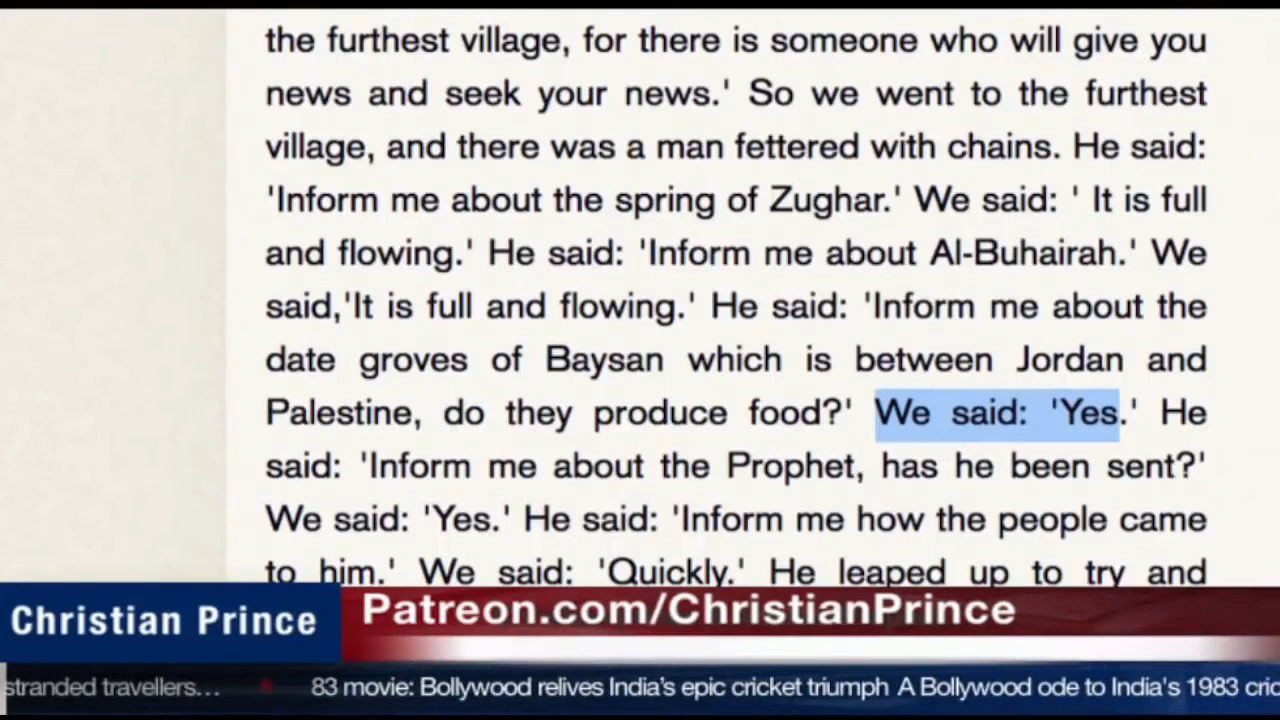 the furthest village, for there is someone who will give you
news and seek your news.' So we went to the furthest
village, and there was a man fettered with chains. He said:
'Inform me about the spring of Zughar.' We said: ' It is full
and flowing.' He said: 'Inform me about Al-Buhairah.' We
said,'It is full and flowing.' He said: 'Inform me about the
date groves of Baysan which is between Jordan and
Palestine, do they produce food?' We said: 'Yes.' He
said: 'Inform me about the Prophet, has he been sent?'
We said: 'Yes.' He said: 'Inform me how the people came
to him.' We said: 'Quickly.' He leaped up to try and
Christian Prince
Patreon.com/ChristianPrince
stranded travellers… 83 movie: Bollywood relives India's epic cricket triumph A Bollywood ode to India's 1983 cric